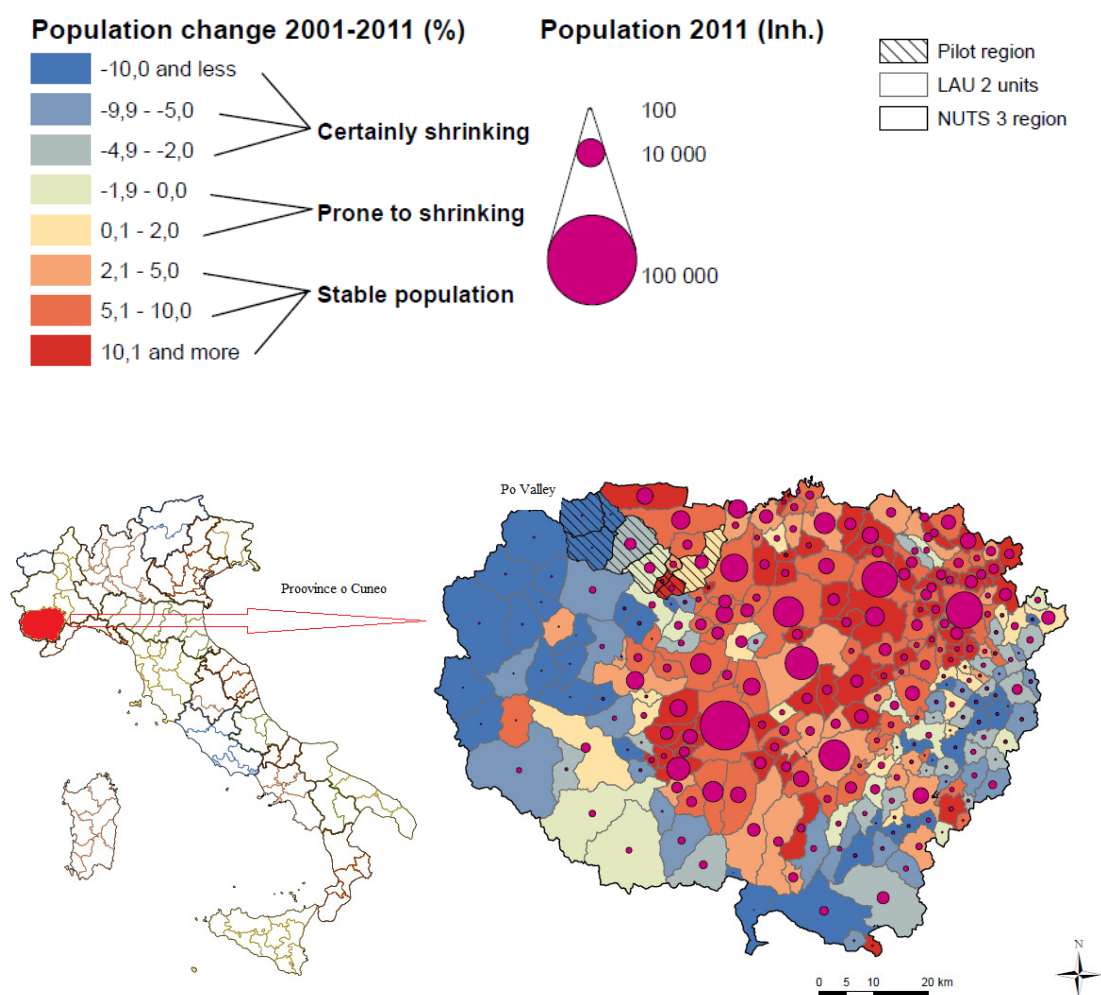 Population change 2001-2011 (%)
-10,0 and less
-9,9 - -5,0
-4,9 - -2,0
-1,9 - 0,0
0,1 - 2,0
2,1 - 5,0
5,1 - 10,0
10,1 and more
Certainly shrinking
Prone to shrinking
Stable population
Population 2011 (Inh.)
100
10 000
100 000
Pilot region
LAU 2 units
NUTS 3 region
Po Valley
Proovince o Cuneo
N
0 5 10 20 km